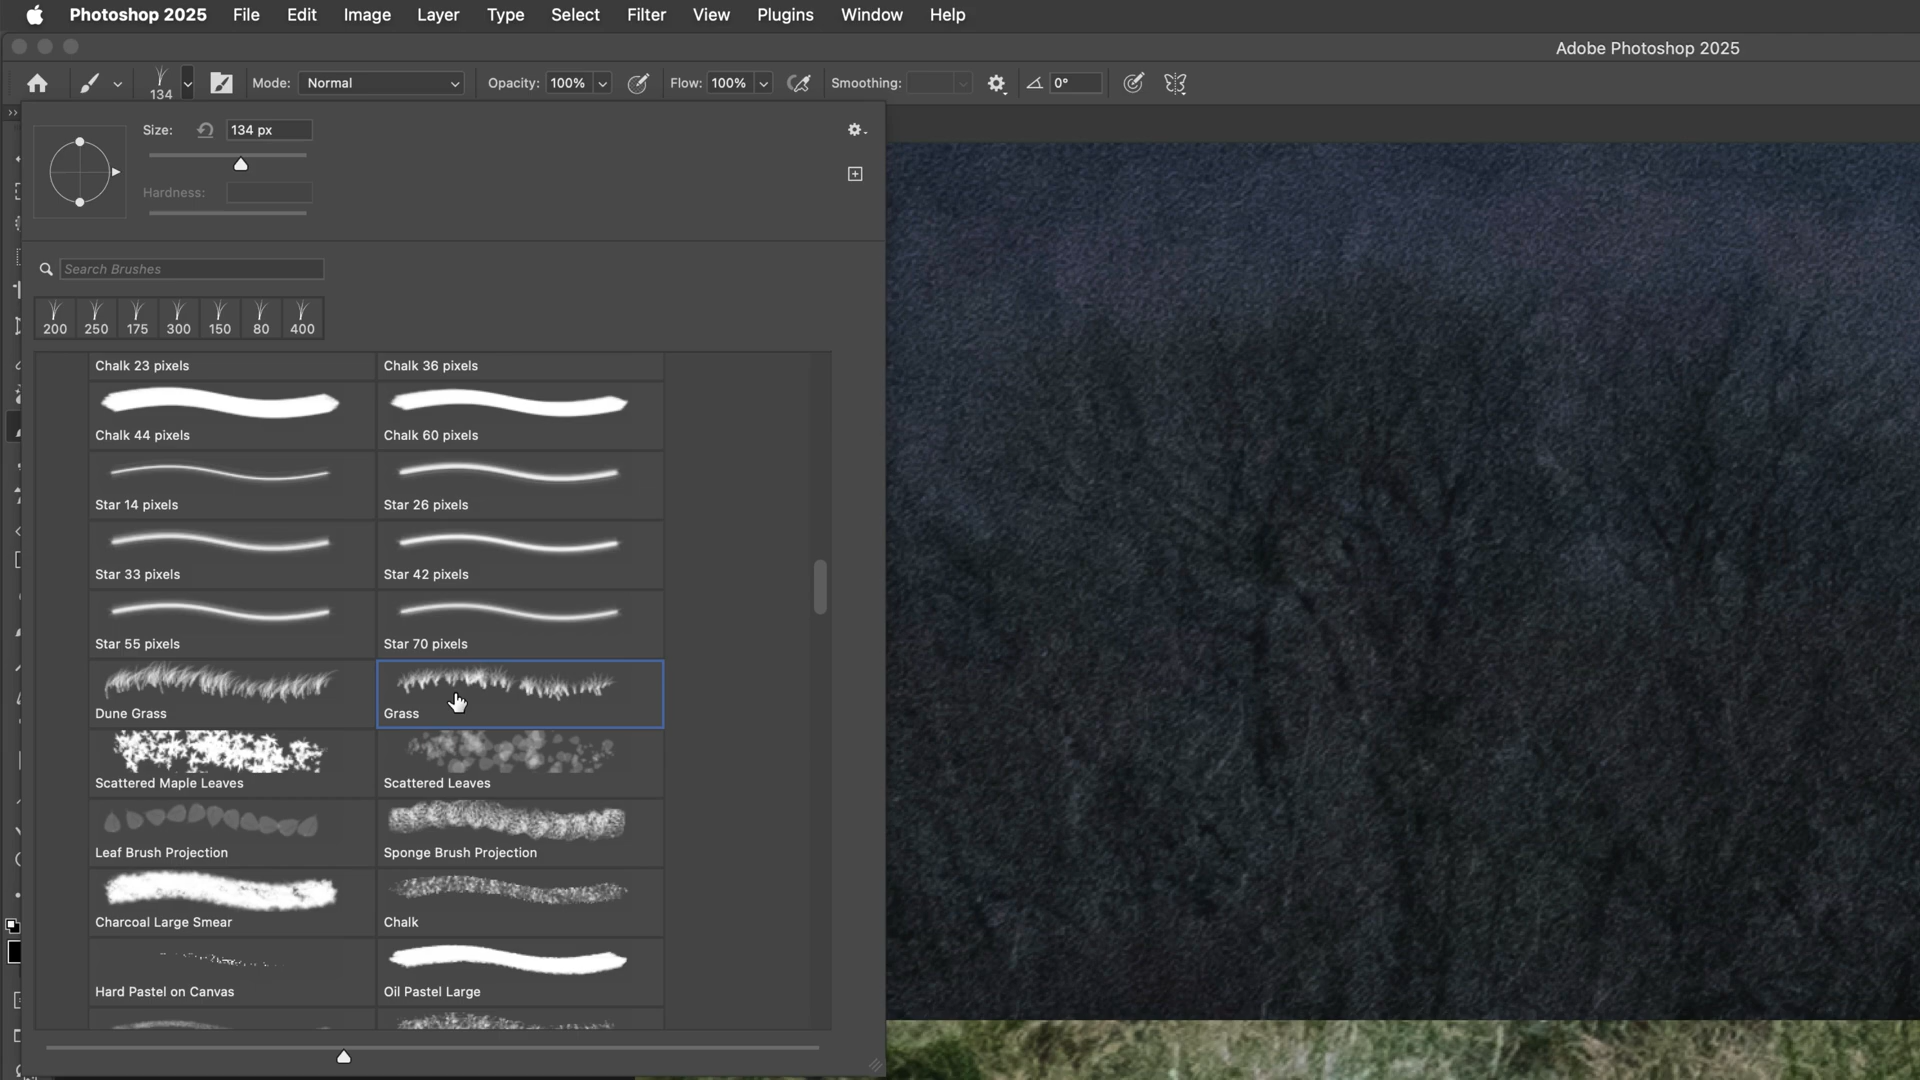 Photoshop 2025 File Edit Image Layer Type Select Filter View Plugins Window Help
Adobe Photoshop 2025
134 Mode: Normal Opacity: 100% Flow: 100% Smoothing: 0°
Size: 134 px
Hardness:
Search Brushes
200 250 175 300 150 80 400
Chalk 23 pixels Chalk 36 pixels
Chalk 44 pixels Chalk 60 pixels
Star 14 pixels Star 26 pixels
Star 33 pixels Star 42 pixels
Star 55 pixels Star 70 pixels
Dune Grass Grass
Scattered Maple Leaves Scattered Leaves
Leaf Brush Projection Sponge Brush Projection
Charcoal Large Smear Chalk
Hard Pastel on Canvas Oil Pastel Large